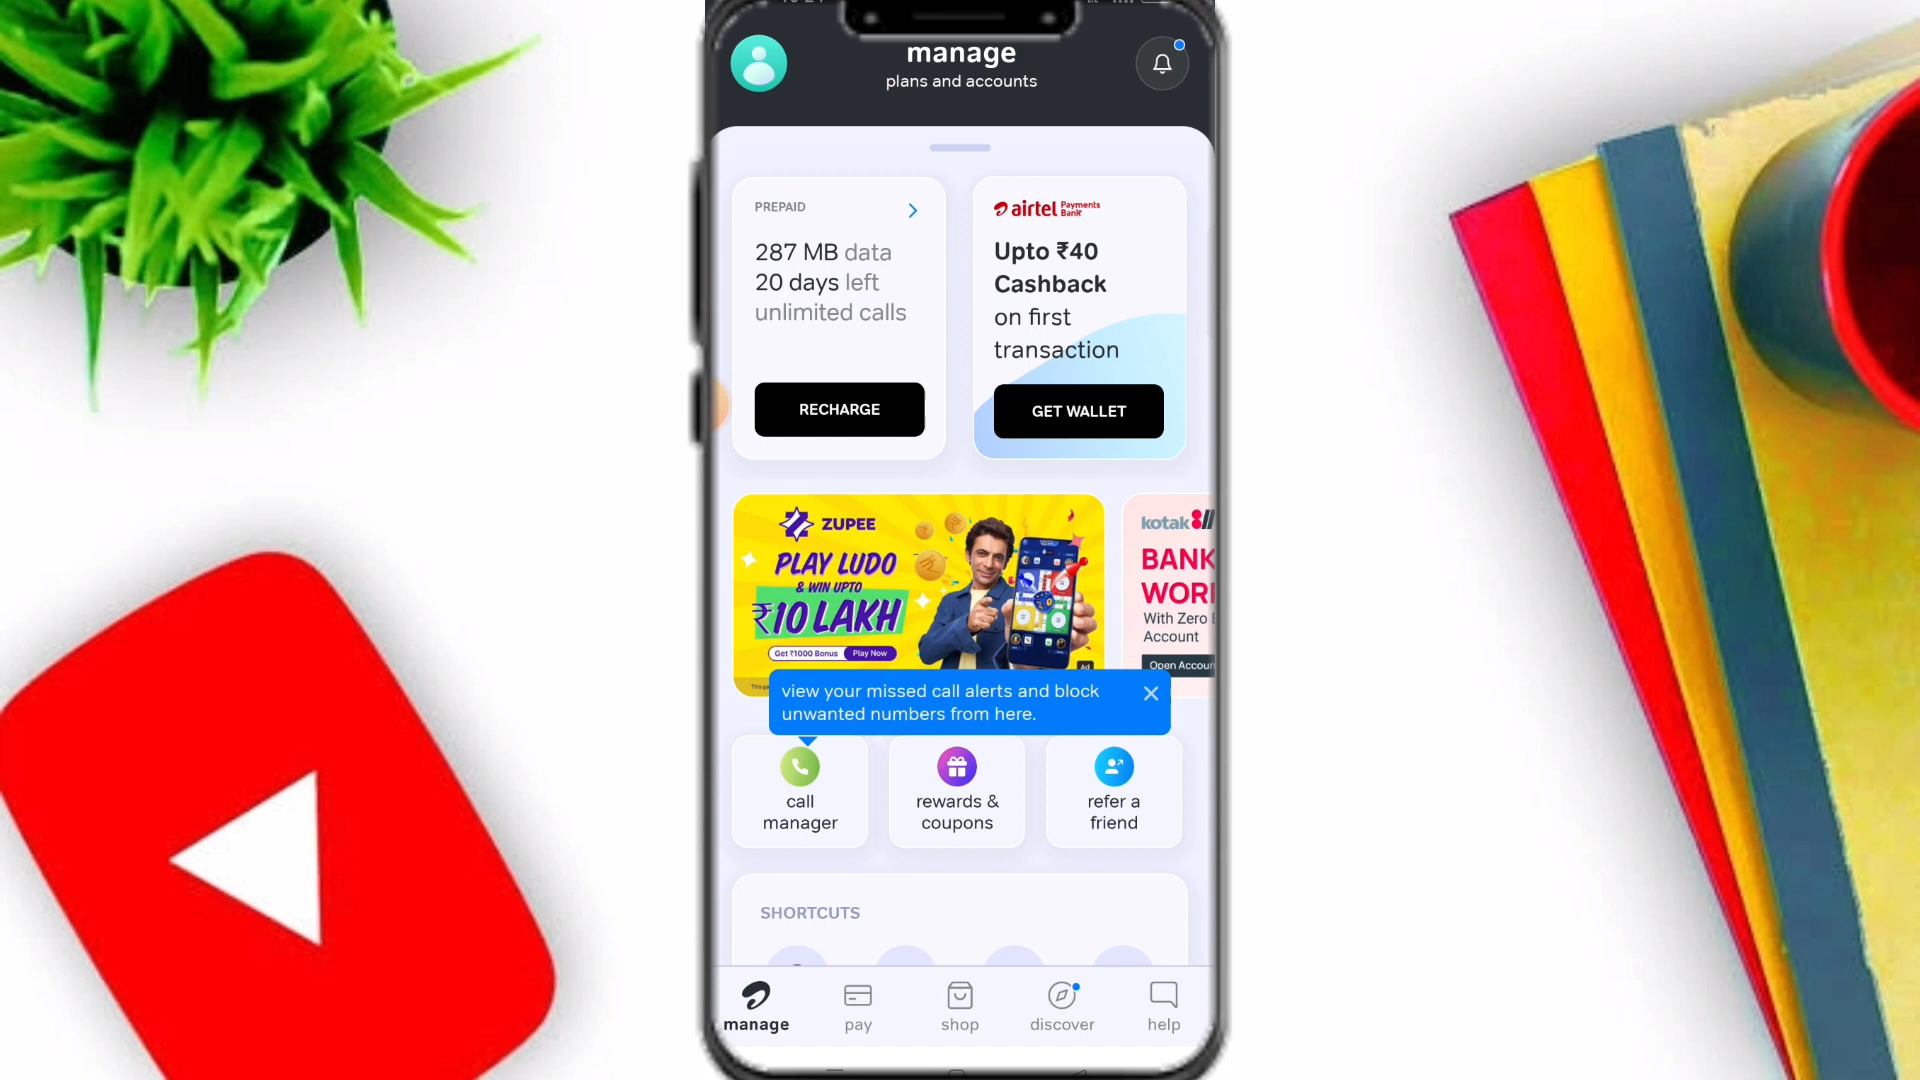 manage
plans and accounts
PREPAID
287 MB data
20 days left
unlimited calls
RECHARGE
airtel Payments Bank
Upto ₹40
Cashback
on first
transaction
GET WALLET
ZUPEE
PLAY LUDO
& WIN UPTO
₹10 LAKH
Get ₹1000 Bonus Play Now
Ad
kotak
BANK
With Zero
Account
Open Accoun
view your missed call alerts and block
unwanted numbers from here.
call
manager
rewards &
coupons
refer a
friend
SHORTCUTS
manage
pay
shop
discover
help